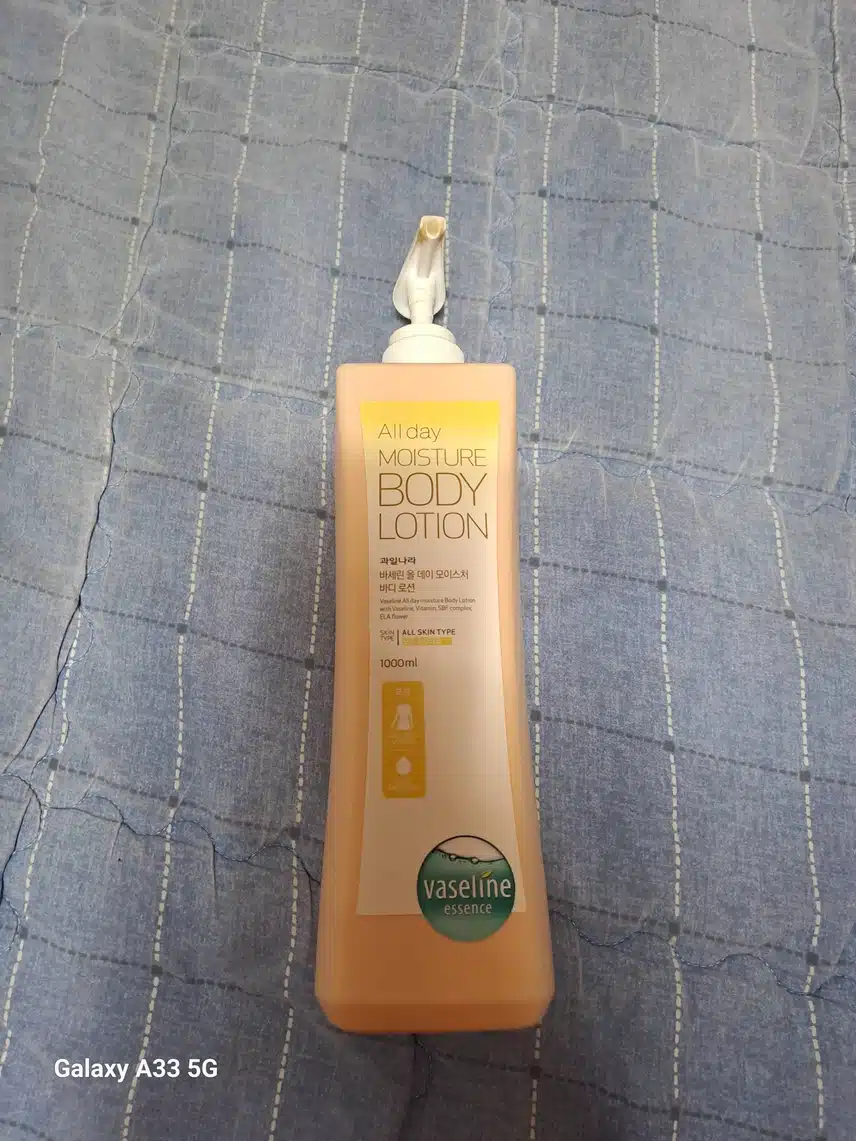 All day
MOISTURE
BODY
LOTION
과일나라
바세린 올 데이 모이스처
바디 로션
Vaseline All day moisture Body Lotion
with Vaseline, Vitamin, SBF complex,
ELA flower
SKIN TYPE
ALL SKIN TYPE
1000ml
vaseline
essence
Galaxy A33 5G